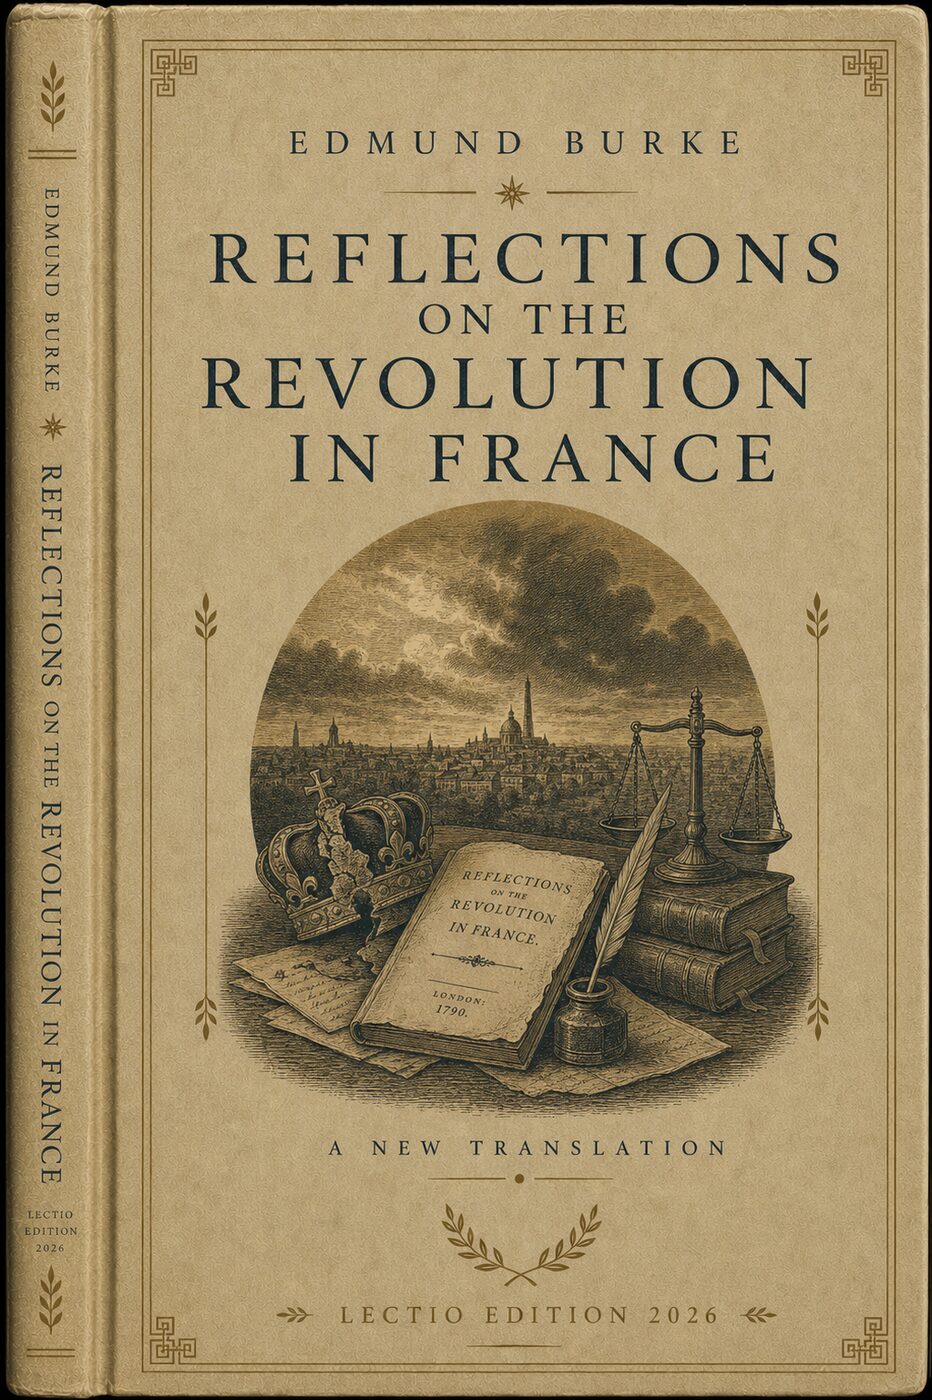 EDMUND BURKE
REFLECTIONS
ON THE
REVOLUTION
IN FRANCE
REFLECTIONS
ON THE
REVOLUTION
IN FRANCE.
LONDON:
1790.
A NEW TRANSLATION
LECTIO EDITION 2026
EDMUND BURKE
REFLECTIONS ON THE REVOLUTION IN FRANCE
LECTIO
EDITION
2026